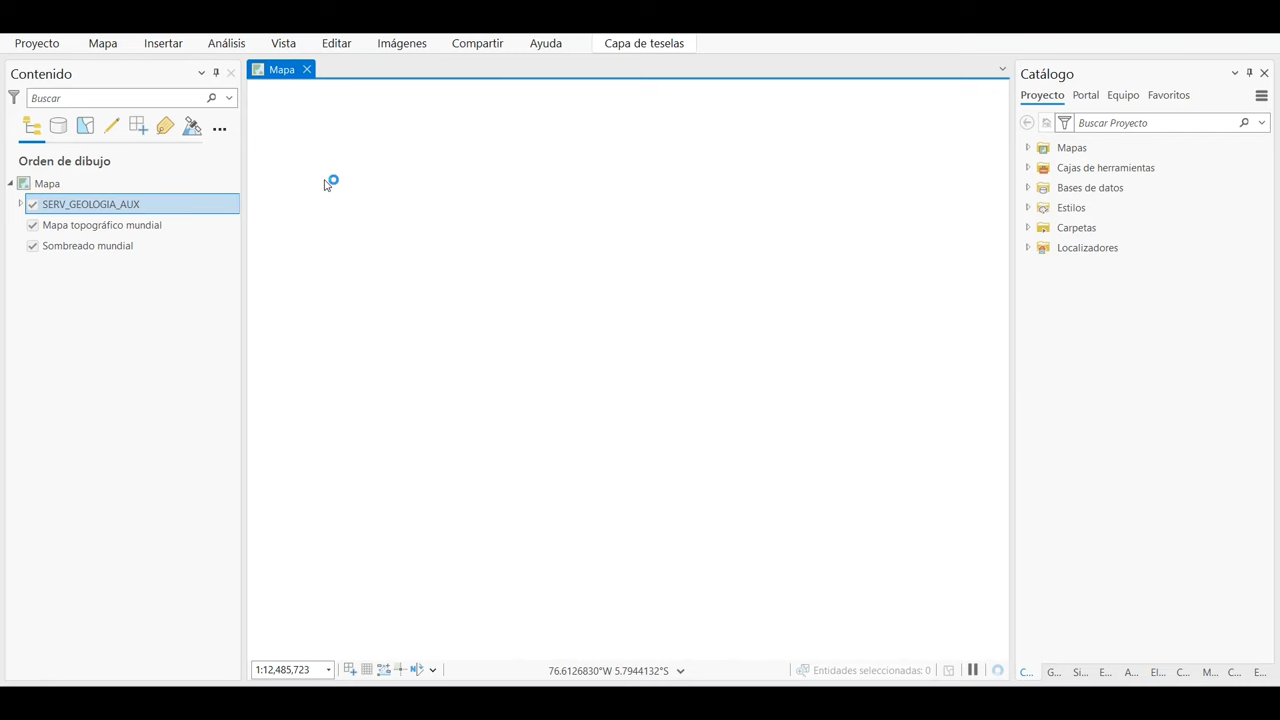 Proyecto Mapa Insertar Análisis Vista Editar Imágenes Compartir Ayuda Capa de teselas
Contenido
Buscar
Orden de dibujo
Mapa
SERV_GEOLOGIA_AUX
Mapa topográfico mundial
Sombreado mundial
Mapa
1:12,485,723
76.6126830°W 5.7944132°S
Entidades seleccionadas: 0
Catálogo
Proyecto Portal Equipo Favoritos
Buscar Proyecto
Mapas
Cajas de herramientas
Bases de datos
Estilos
Carpetas
Localizadores
C... G... Si... E... A... El... C... M... C... E...